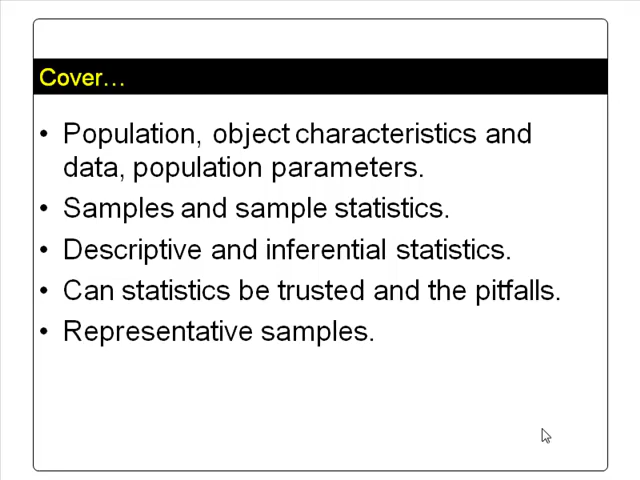 Cover…
• Population, object characteristics and
data, population parameters.
• Samples and sample statistics.
• Descriptive and inferential statistics.
• Can statistics be trusted and the pitfalls.
• Representative samples.